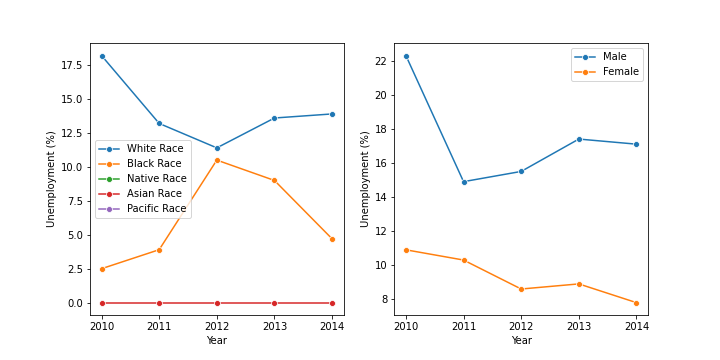 17.5
15.0
12.5
10.0
7.5
5.0
2.5
0.0
Unemployment (%)
White Race
Black Race
Native Race
Asian Race
Pacific Race
2010 2011 2012 2013 2014
Year
22
20
18
16
14
12
10
8
Unemployment (%)
Male
Female
2010 2011 2012 2013 2014
Year